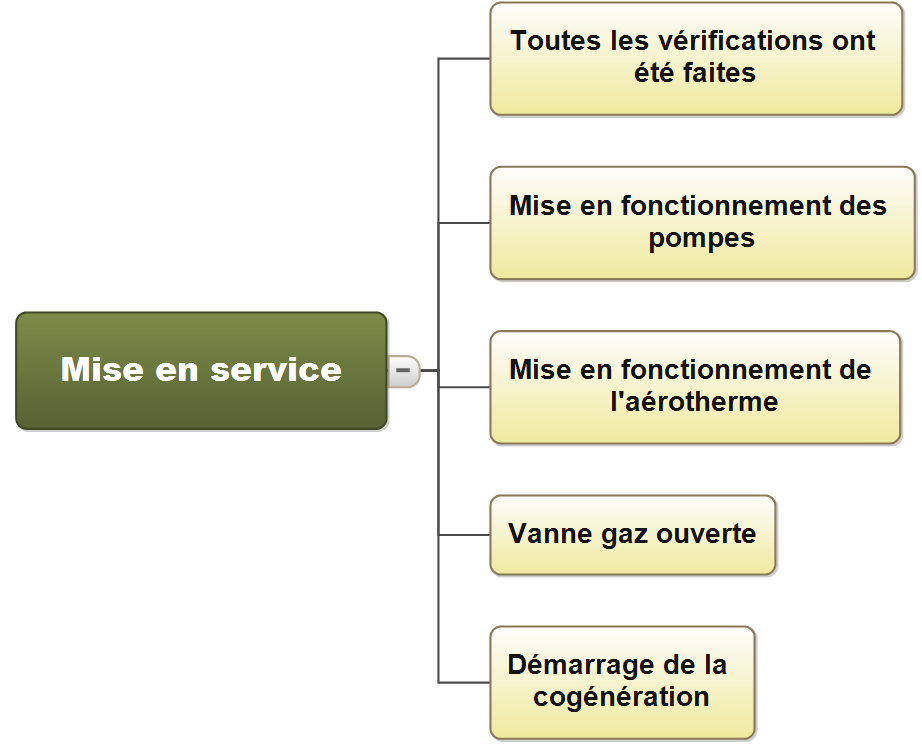 Toutes les vérifications ont
été faites
Mise en fonctionnement des
pompes
Mise en service
Mise en fonctionnement de
l'aérotherme
Vanne gaz ouverte
Démarrage de la
cogénération